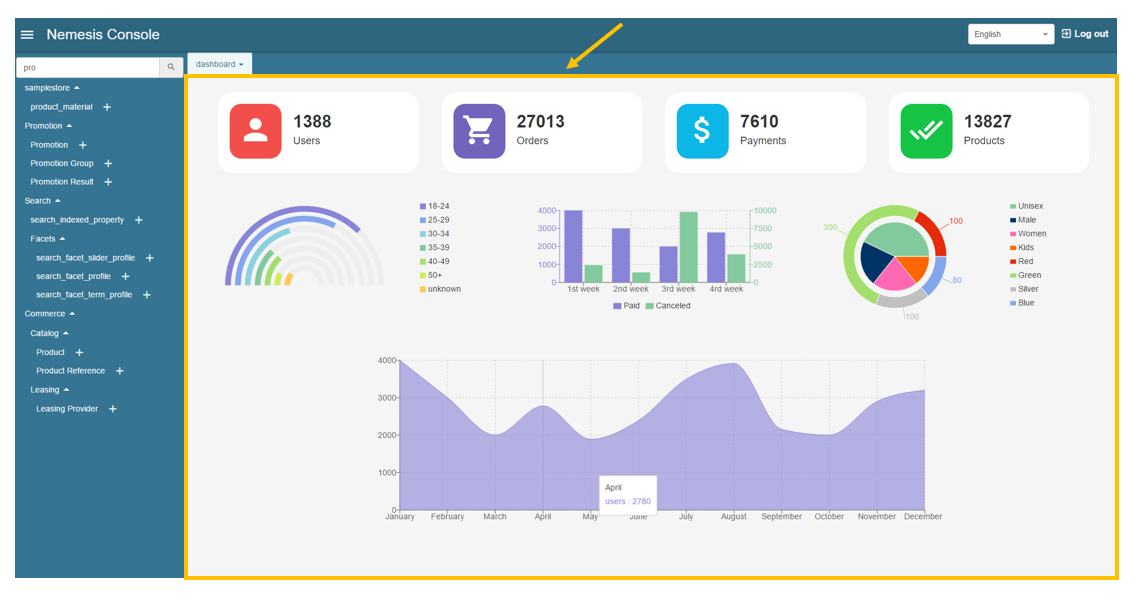 Nemesis Console
English
Log out
pro
dashboard
samplestore
product_material +
Promotion
Promotion +
Promotion Group +
Promotion Result +
Search
search_indexed_property +
Facets
search_facet_slider_profile +
search_facet_profile +
search_facet_term_profile +
Commerce
Catalog
Product +
Product Reference +
Leasing
Leasing Provider +
1388
Users
27013
Orders
$
7610
Payments
13827
Products
18-24
25-29
30-34
35-39
40-49
50+
unknown
4000
3000
2000
1000
0
10000
7500
5000
2500
0
1st week 2nd week 3rd week 4rd week
Paid Canceled
300
100
80
100
Unisex
Male
Women
Kids
Red
Green
Silver
Blue
4000
3000
2000
1000
0
April
users : 2780
January February March April May June July August September October November December